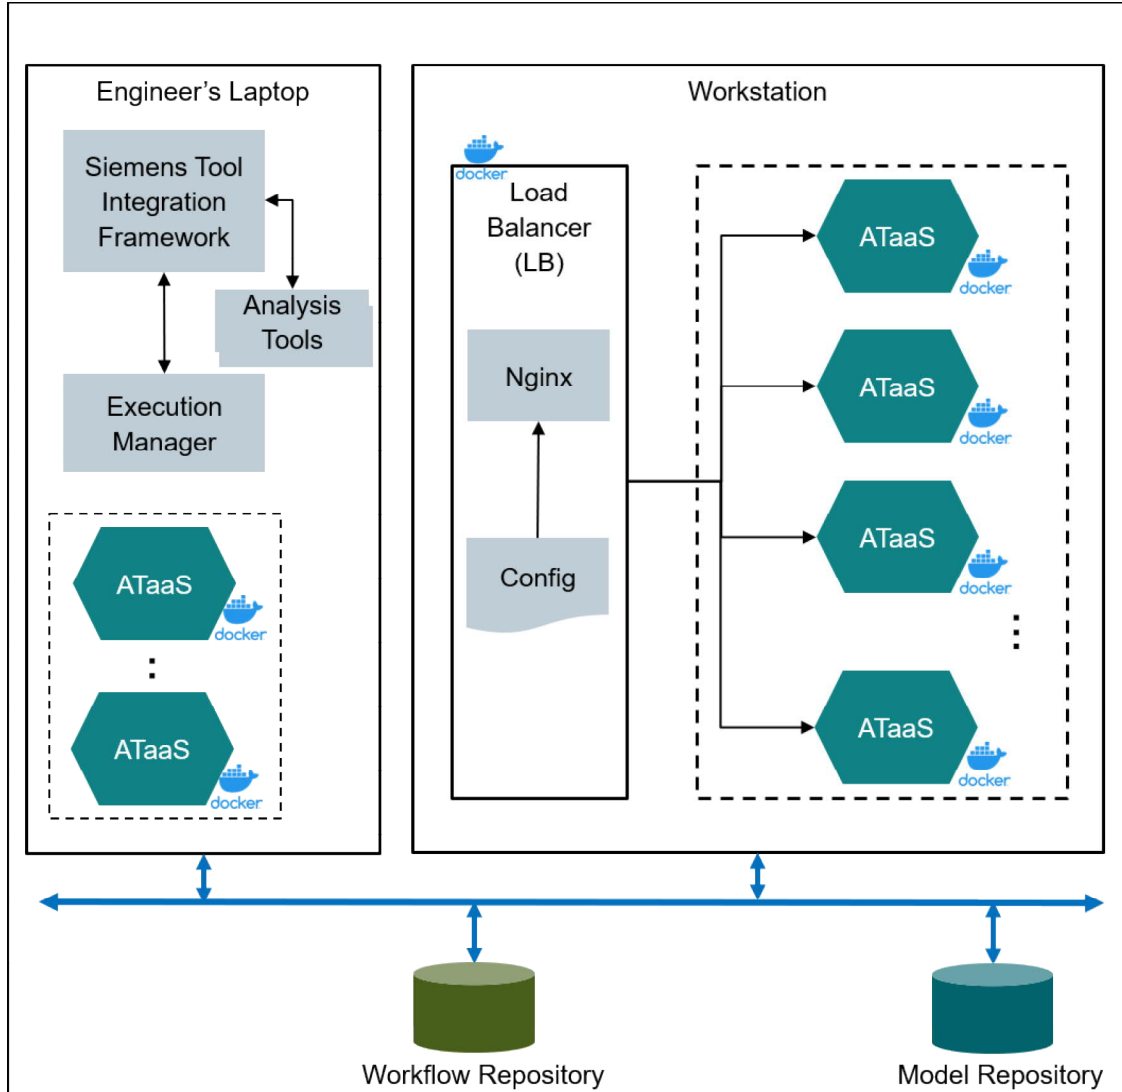 Engineer's Laptop
Siemens Tool
Integration
Framework
Analysis
Tools
Execution
Manager
ATaaS
docker
ATaaS
docker
Workstation
docker
Load
Balancer
(LB)
Nginx
Config
ATaaS
docker
ATaaS
docker
ATaaS
docker
ATaaS
docker
Workflow Repository
Model Repository